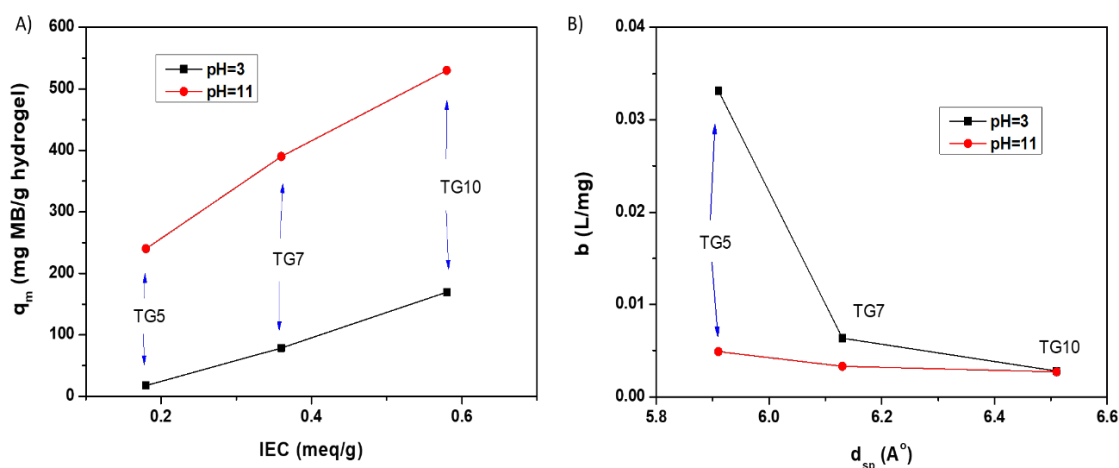 A)
600
500
400
300
200
100
0
q_m (mg MB/g hydrogel)
pH=3
pH=11
TG5
TG7
TG10
0.2
0.4
0.6
IEC (meq/g)
B)
0.04
0.03
0.02
0.01
0.00
b (L/mg)
pH=3
pH=11
TG5
TG7
TG10
5.8
6.0
6.2
6.4
6.6
d_sp (A°)